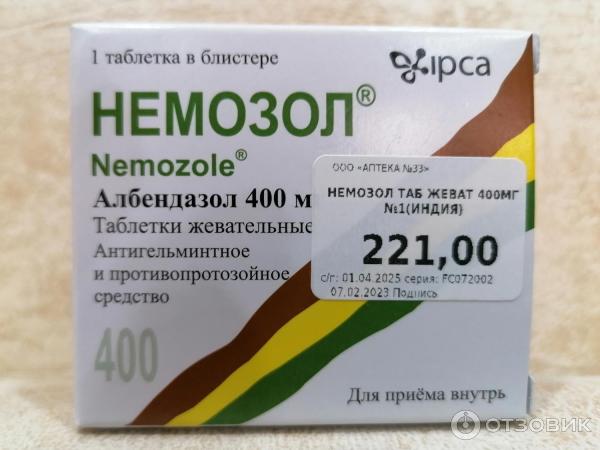 1 таблетка в блистере
ipca
НЕМОЗОЛ®
Nemozole®
Албендазол 400 м
Таблетки жевательные
Антигельминтное
и противопротозойное
средство
400
ООО «АПТЕКА №33»
НЕМОЗОЛ ТАБ ЖЕВАТ 400МГ
№1(ИНДИЯ)
221,00
с/г: 01.04.2025 серия: FC072002
07.02.2023 Подпись
Для приёма внутрь
ОТЗОВИК